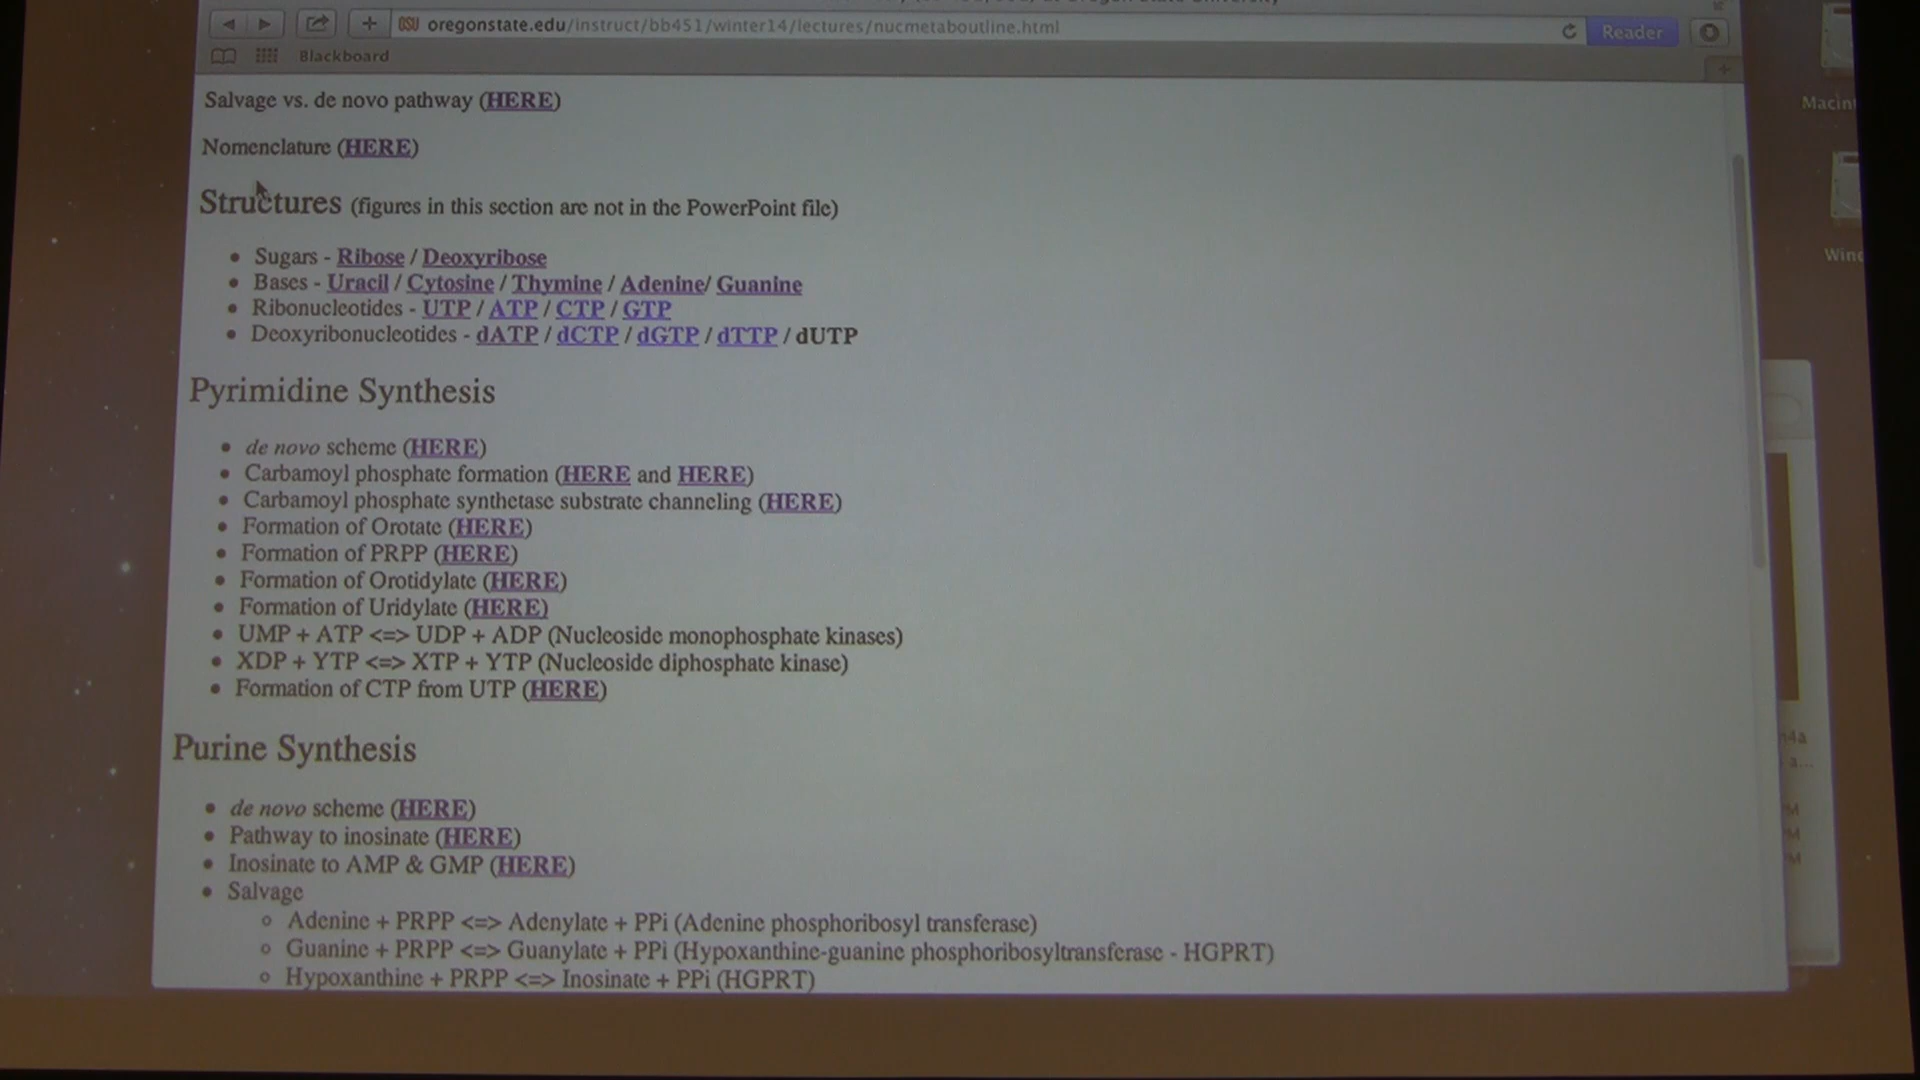 oregonstate.edu/instruct/bb451/winter14/lectures/nucmetaboutline.html
Reader
Blackboard
Salvage vs. de novo pathway (HERE)
Macint
Nomenclature (HERE)
Structures (figures in this section are not in the PowerPoint file)
Wind
Sugars - Ribose / Deoxyribose
Bases - Uracil / Cytosine / Thymine / Adenine/ Guanine
Ribonucleotides - UTP / ATP / CTP / GTP
Deoxyribonucleotides - dATP / dCTP / dGTP / dTTP / dUTP
Pyrimidine Synthesis
de novo scheme (HERE)
Carbamoyl phosphate formation (HERE and HERE)
Carbamoyl phosphate synthetase substrate channeling (HERE)
Formation of Orotate (HERE)
Formation of PRPP (HERE)
Formation of Orotidylate (HERE)
Formation of Uridylate (HERE)
UMP + ATP <=> UDP + ADP (Nucleoside monophosphate kinases)
XDP + YTP <=> XTP + YTP (Nucleoside diphosphate kinase)
Formation of CTP from UTP (HERE)
Purine Synthesis
de novo scheme (HERE)
Pathway to inosinate (HERE)
Inosinate to AMP & GMP (HERE)
Salvage
Adenine + PRPP <=> Adenylate + PPi (Adenine phosphoribosyl transferase)
Guanine + PRPP <=> Guanylate + PPi (Hypoxanthine-guanine phosphoribosyltransferase - HGPRT)
Hypoxanthine + PRPP <=> Inosinate + PPi (HGPRT)